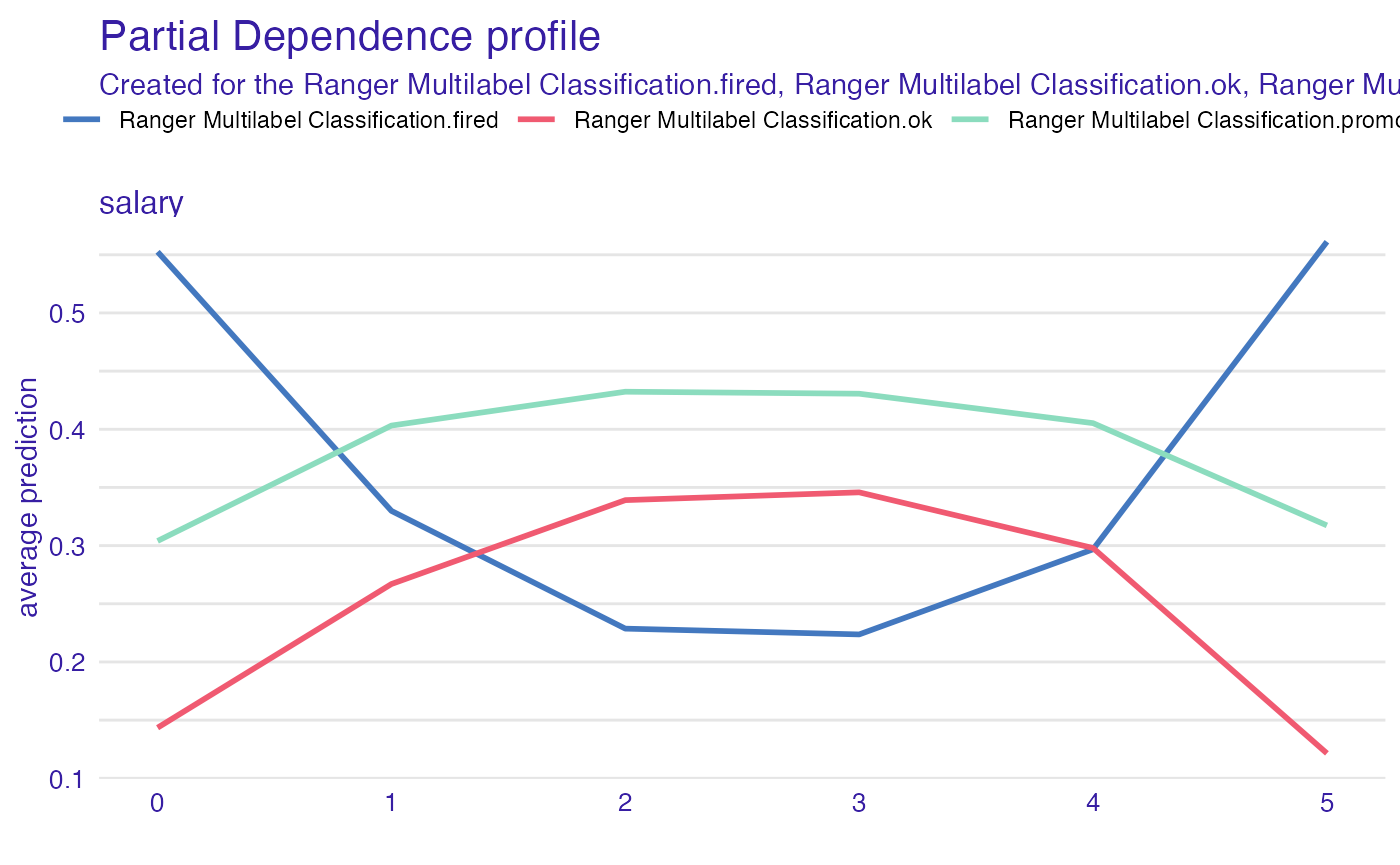 Partial Dependence profile
Created for the Ranger Multilabel Classification.fired, Ranger Multilabel Classification.ok, Ranger Mu
Ranger Multilabel Classification.fired Ranger Multilabel Classification.ok Ranger Multilabel Classification.promo
salary
average prediction
0.5
0.4
0.3
0.2
0.1
0 1 2 3 4 5